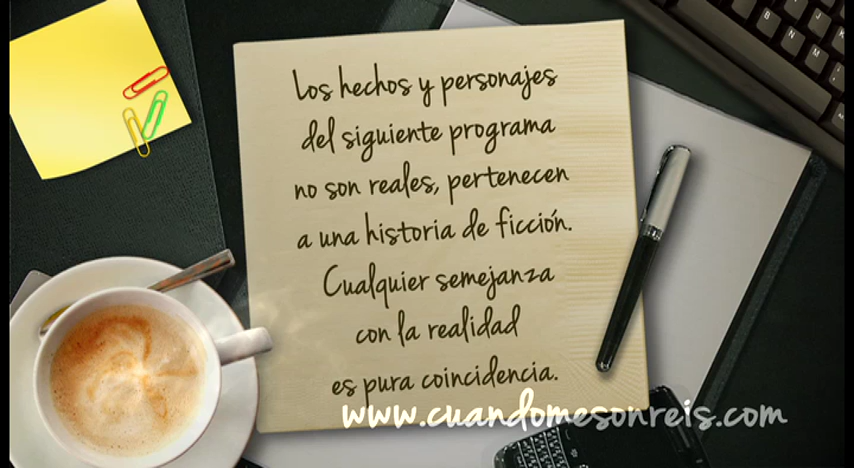 Los hechos y personajes
del siguiente programa
no son reales, pertenecen
a una historia de ficción.
Cualquier semejanza
con la realidad
es pura coincidencia.
www.cuandomesonreis.com